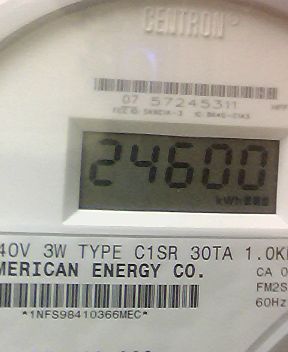 CENTRON
07 57245311
24600
kWh
40V 3W TYPE C1SR 30TA 1.0K
MERICAN ENERGY CO.
CA 0
FM2S
60Hz
*1NFS98410366MEC*